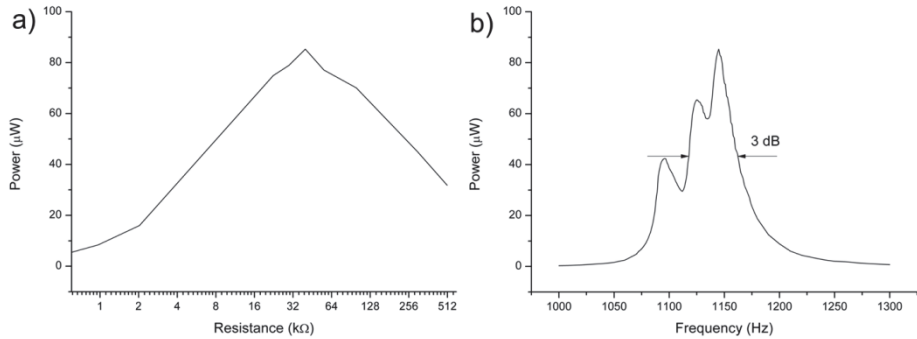 a)
100
80
60
40
20
0
Power (μW)
1 2 4 8 16 32 64 128 256 512
Resistance (kΩ)
b)
100
80
60
40
20
0
Power (μW)
3 dB
1000 1050 1100 1150 1200 1250 1300
Frequency (Hz)